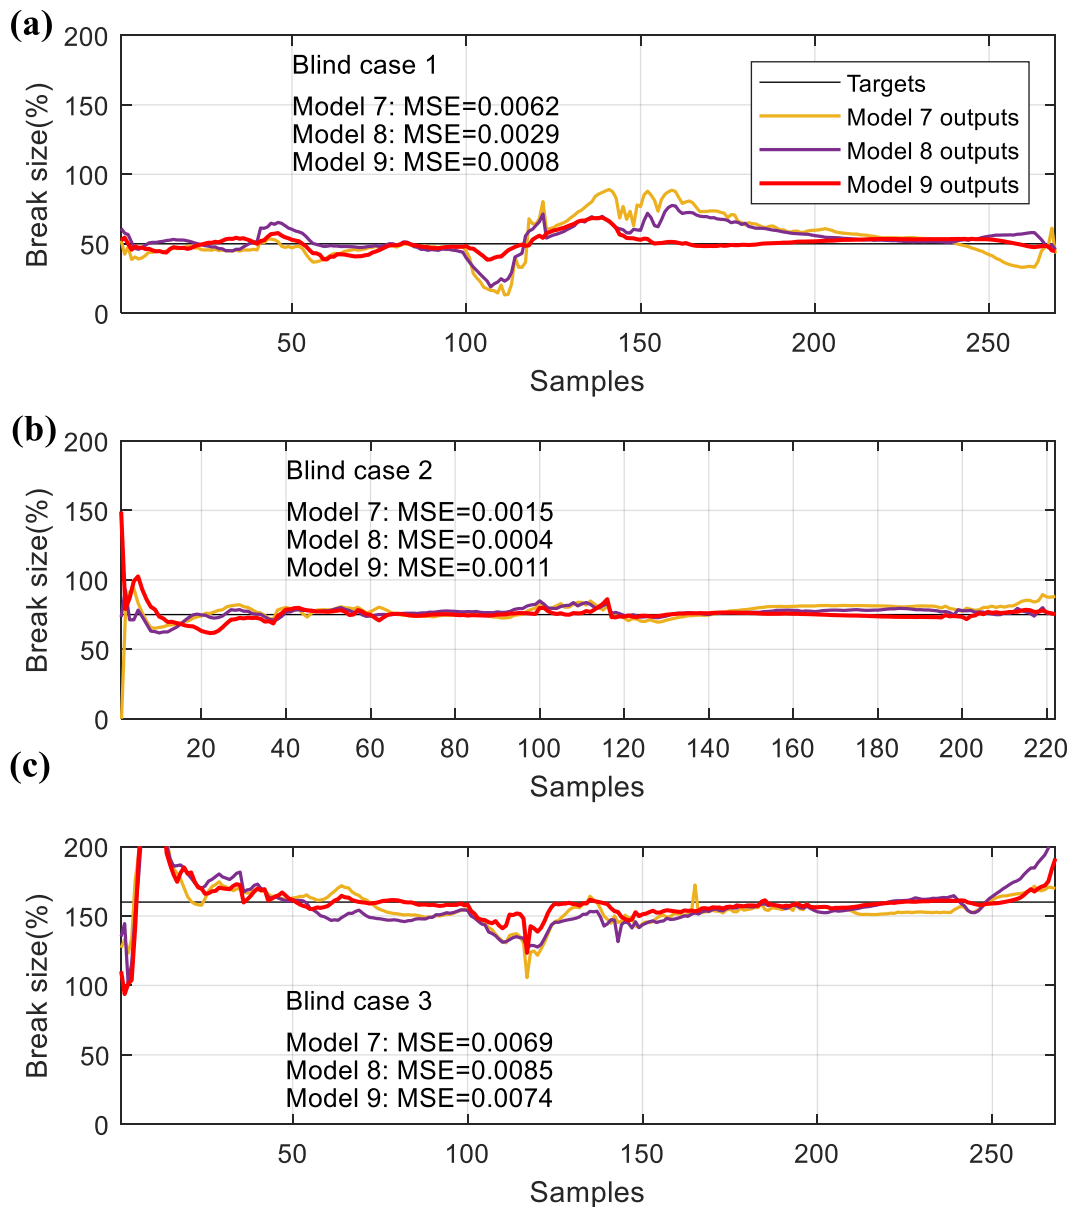 (a)
200
150
100
50
0
Break size(%)
Blind case 1
Model 7: MSE=0.0062
Model 8: MSE=0.0029
Model 9: MSE=0.0008
Targets
Model 7 outputs
Model 8 outputs
Model 9 outputs
50 100 150 200 250
Samples
(b)
200
150
100
50
0
Break size(%)
Blind case 2
Model 7: MSE=0.0015
Model 8: MSE=0.0004
Model 9: MSE=0.0011
20 40 60 80 100 120 140 160 180 200 220
Samples
(c)
200
150
100
50
0
Break size(%)
Blind case 3
Model 7: MSE=0.0069
Model 8: MSE=0.0085
Model 9: MSE=0.0074
50 100 150 200 250
Samples